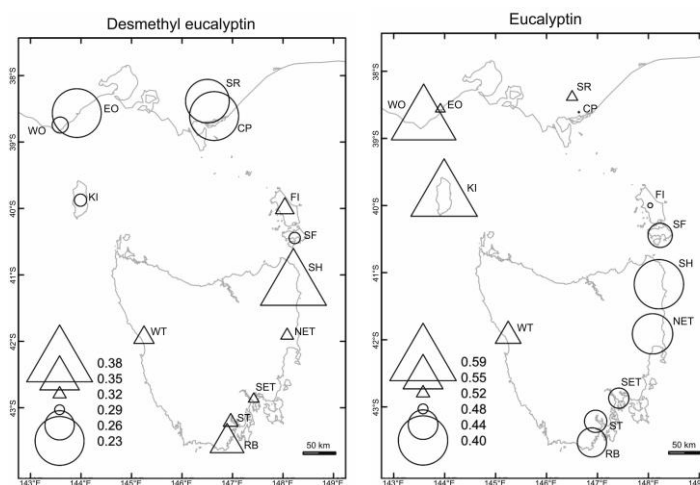 Desmethyl eucalyptin
38°S
39°S
40°S
41°S
42°S
43°S
SR
EO
CP
WO
KI
FI
SF
SH
WT
NET
SET
ST
RB
0.38
0.35
0.32
0.29
0.26
0.23
50 km
143°E 144°E 145°E 146°E 147°E 148°E 149°E
Eucalyptin
38°S
39°S
40°S
41°S
42°S
43°S
SR
WO
EO
CP
KI
FI
SF
SH
NET
WT
SET
ST
RB
0.59
0.55
0.52
0.48
0.44
0.40
50 km
143°E 144°E 145°E 146°E 147°E 148°E